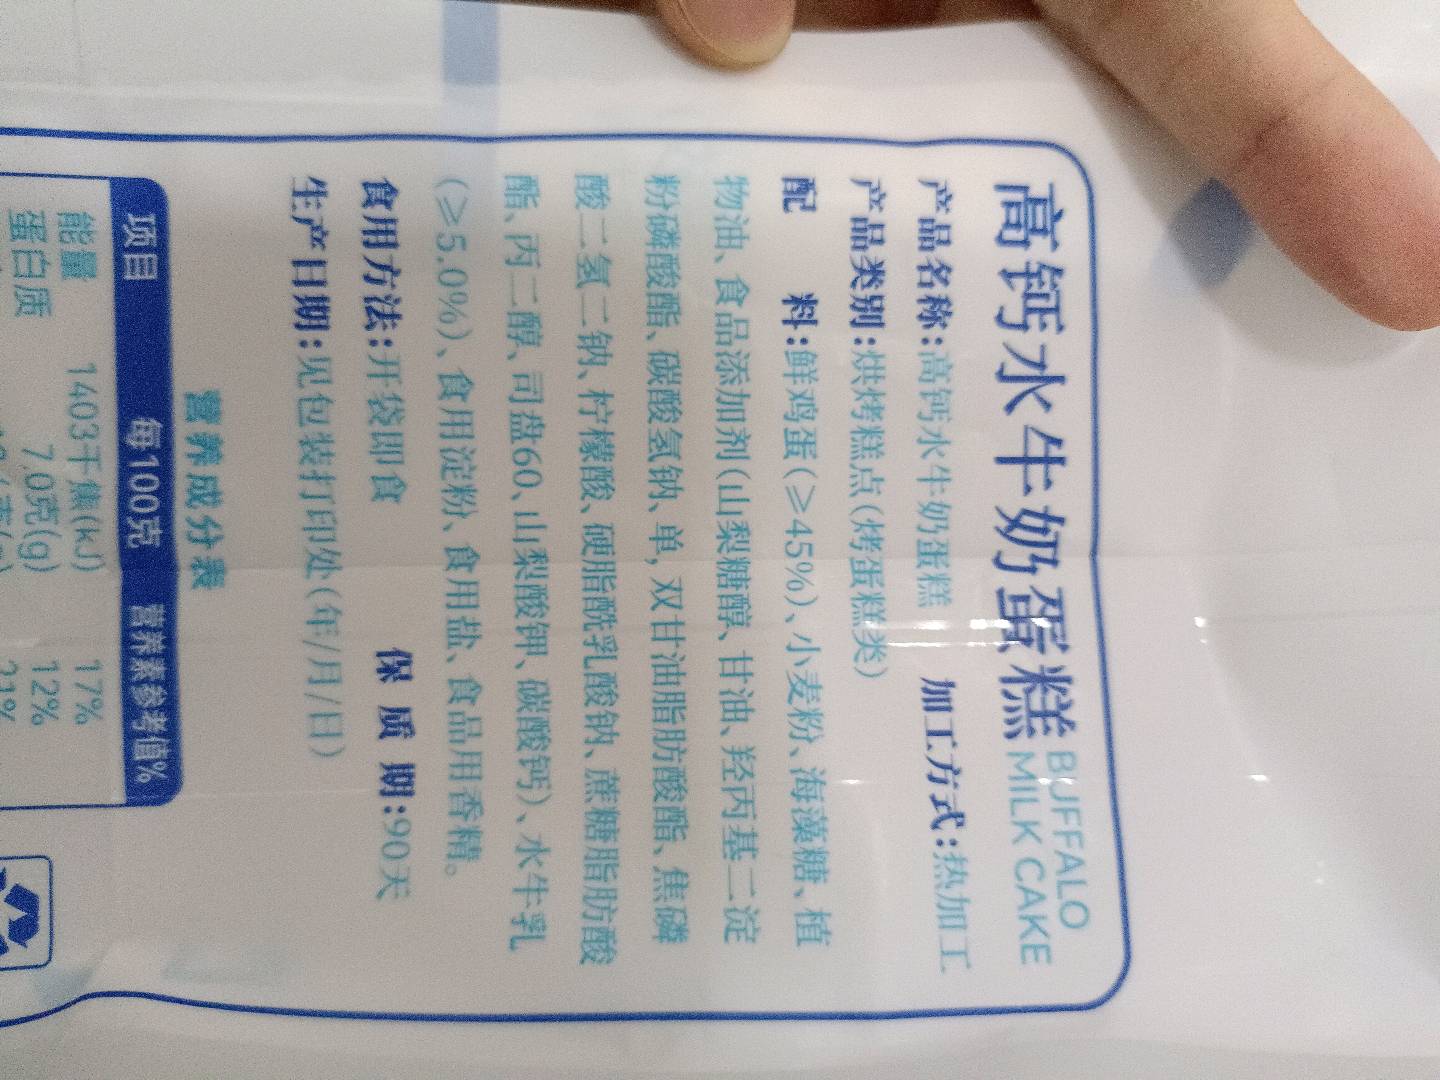 高钙水牛奶蛋糕 BUFFALO MILK CAKE
产品名称:高钙水牛奶蛋糕 加工方式:热加工
产品类别:烘烤糕点(烤蛋糕类)
配 料:鲜鸡蛋(≥45%)、小麦粉、海藻糖、植
物油、食品添加剂(山梨糖醇、甘油、羟丙基二淀
粉磷酸酯、碳酸氢钠、单,双甘油脂肪酸酯、焦磷
酸二氢二钠、柠檬酸、硬脂酰乳酸钠、蔗糖脂肪酸
酯、丙二醇、司盘60、山梨酸钾、碳酸钙)、水牛乳
(≥5.0%)、食用淀粉、食用盐、食品用香精。
食用方法:开袋即食 保质期:90天
生产日期:见包装打印处(年/月/日)
营养成分表
项目 每100克 营养素参考值%
能量 1403千焦(kJ) 17%
蛋白质 7.0克(g) 12%
21%